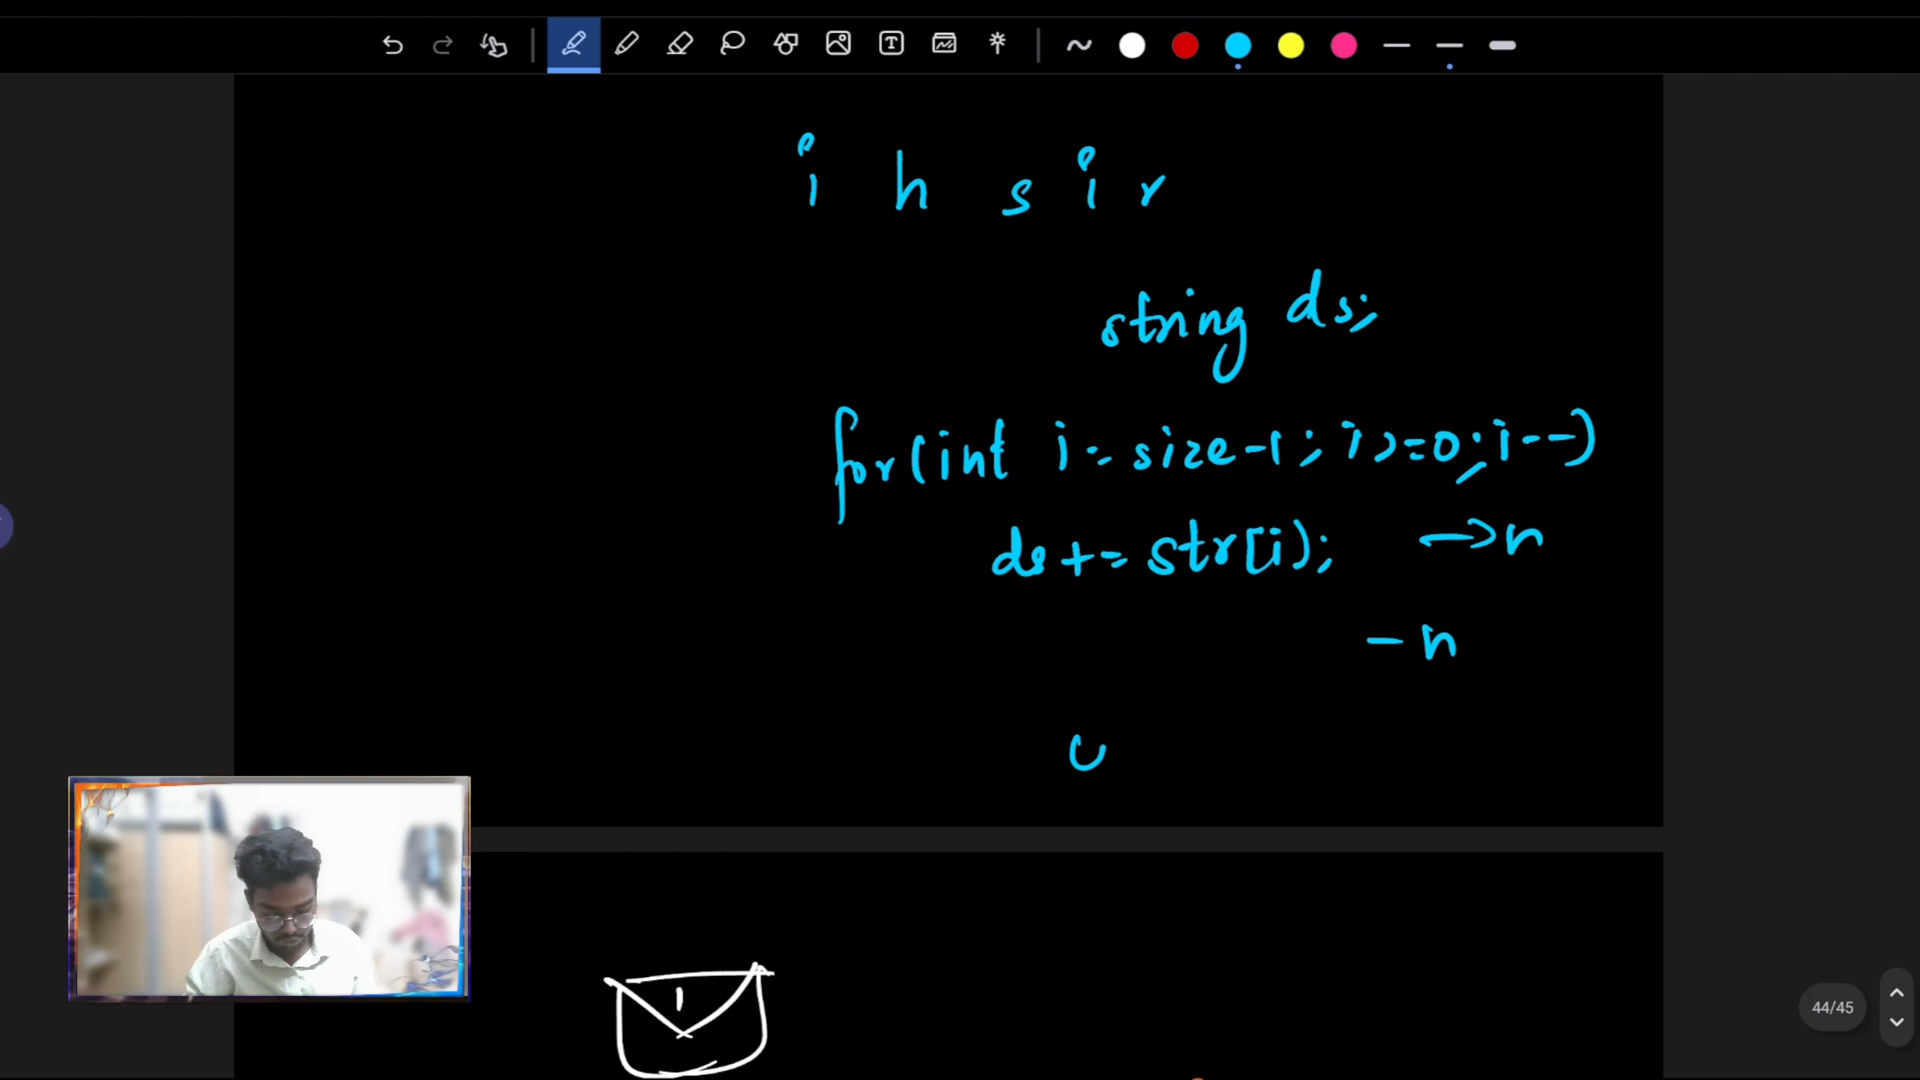 i h s i r
string ds;
for(int i=size-1; i>=0; i--)
ds += str[i); → n
- n
U
1
44/45